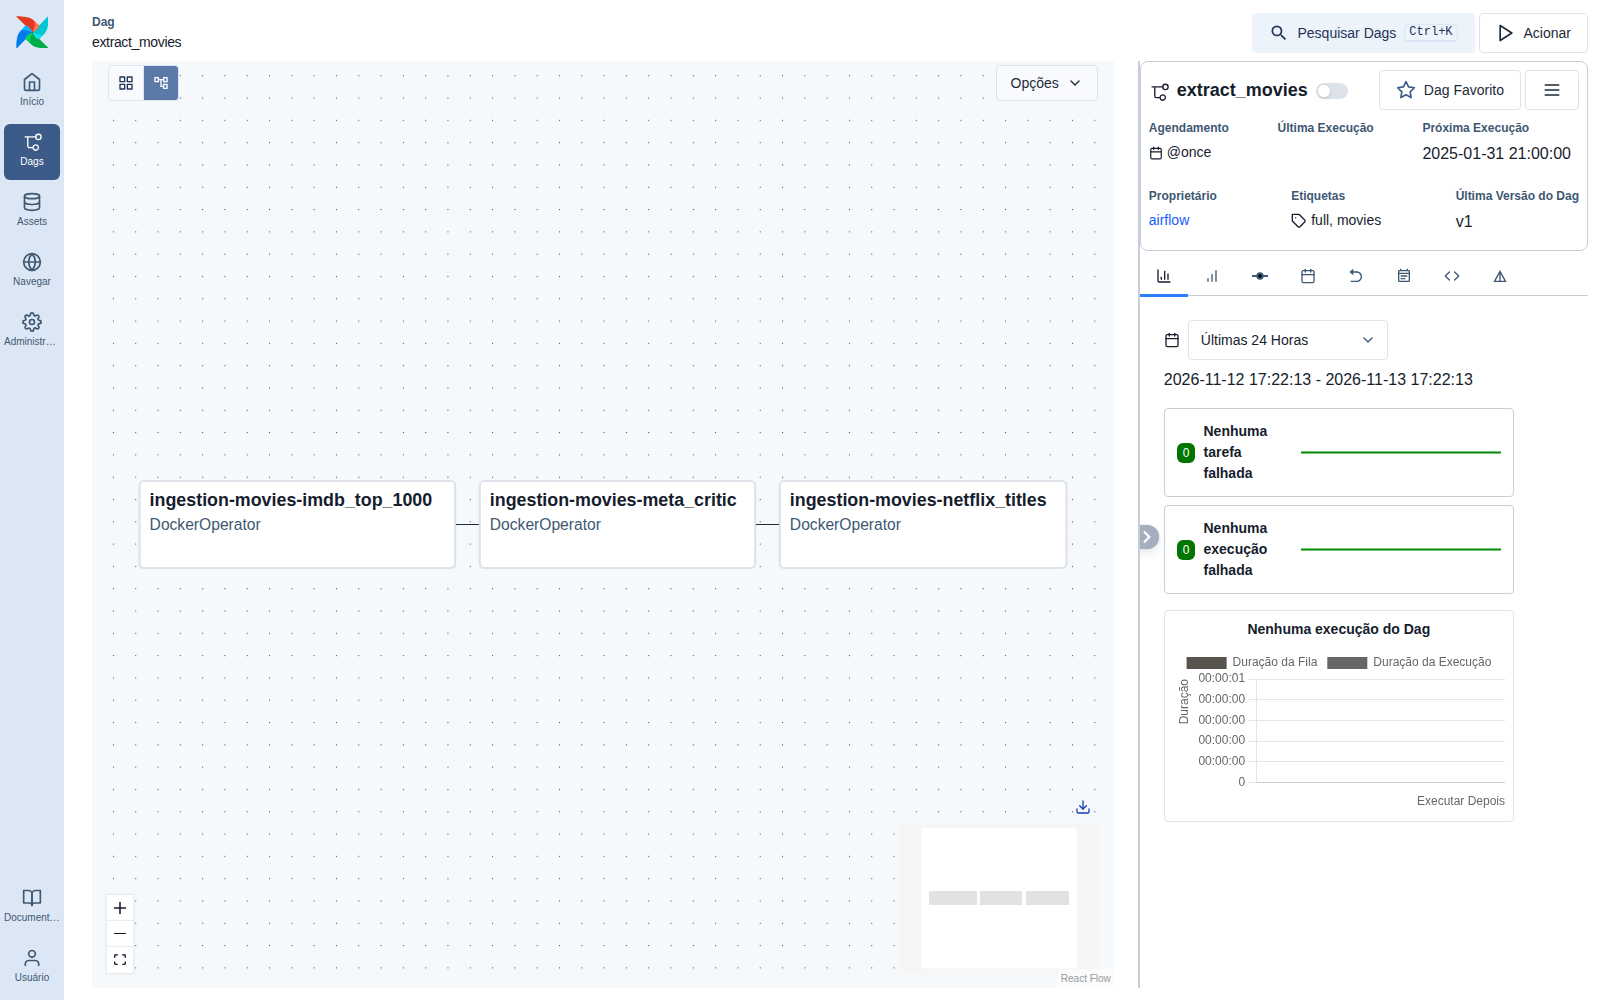 Início
Dags
Assets
Navegar
Administr…
Document…
Usuário
Dag
extract_movies
Pesquisar Dags Ctrl+K
Acionar
Opções
ingestion-movies-imdb_top_1000
DockerOperator
ingestion-movies-meta_critic
DockerOperator
ingestion-movies-netflix_titles
DockerOperator
React Flow
extract_movies
Dag Favorito
Agendamento
@once
Última Execução
Próxima Execução
2025-01-31 21:00:00
Proprietário
airflow
Etiquetas
full, movies
Última Versão do Dag
v1
Últimas 24 Horas
2026-11-12 17:22:13 - 2026-11-13 17:22:13
0
Nenhuma
tarefa
falhada
0
Nenhuma
execução
falhada
Nenhuma execução do Dag
Duração da Fila
Duração da Execução
Duração
00:00:01
00:00:00
00:00:00
00:00:00
00:00:00
0
Executar Depois